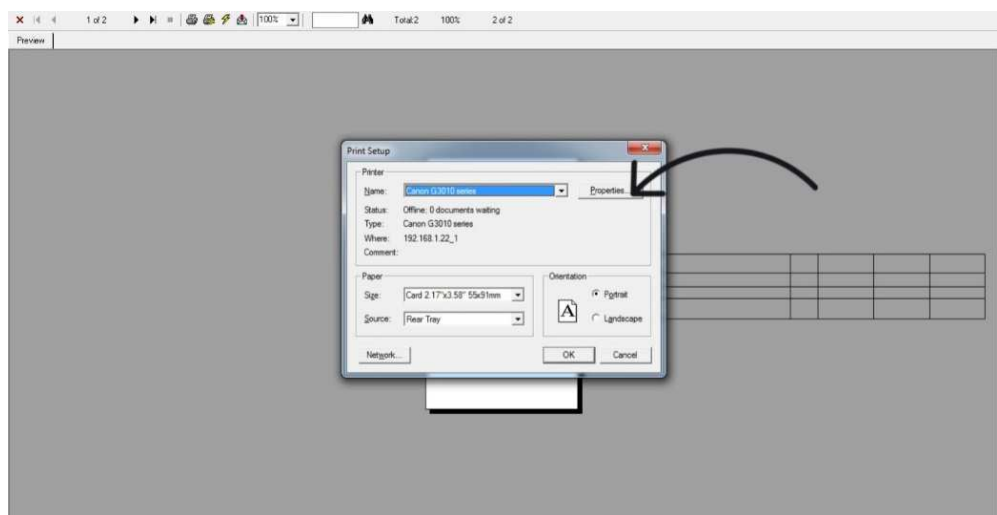 1 of 2 100% Total:2 100% 2 of 2
Preview
Print Setup
Printer
Name: Canon G3010 series Properties...
Status: Offline: 0 documents waiting
Type: Canon G3010 series
Where: 192.168.1.22_1
Comment:
Paper
Size: Card 2.17"x3.58" 55x91mm
Source: Rear Tray
Orientation
A
Portrait
Landscape
Network... OK Cancel